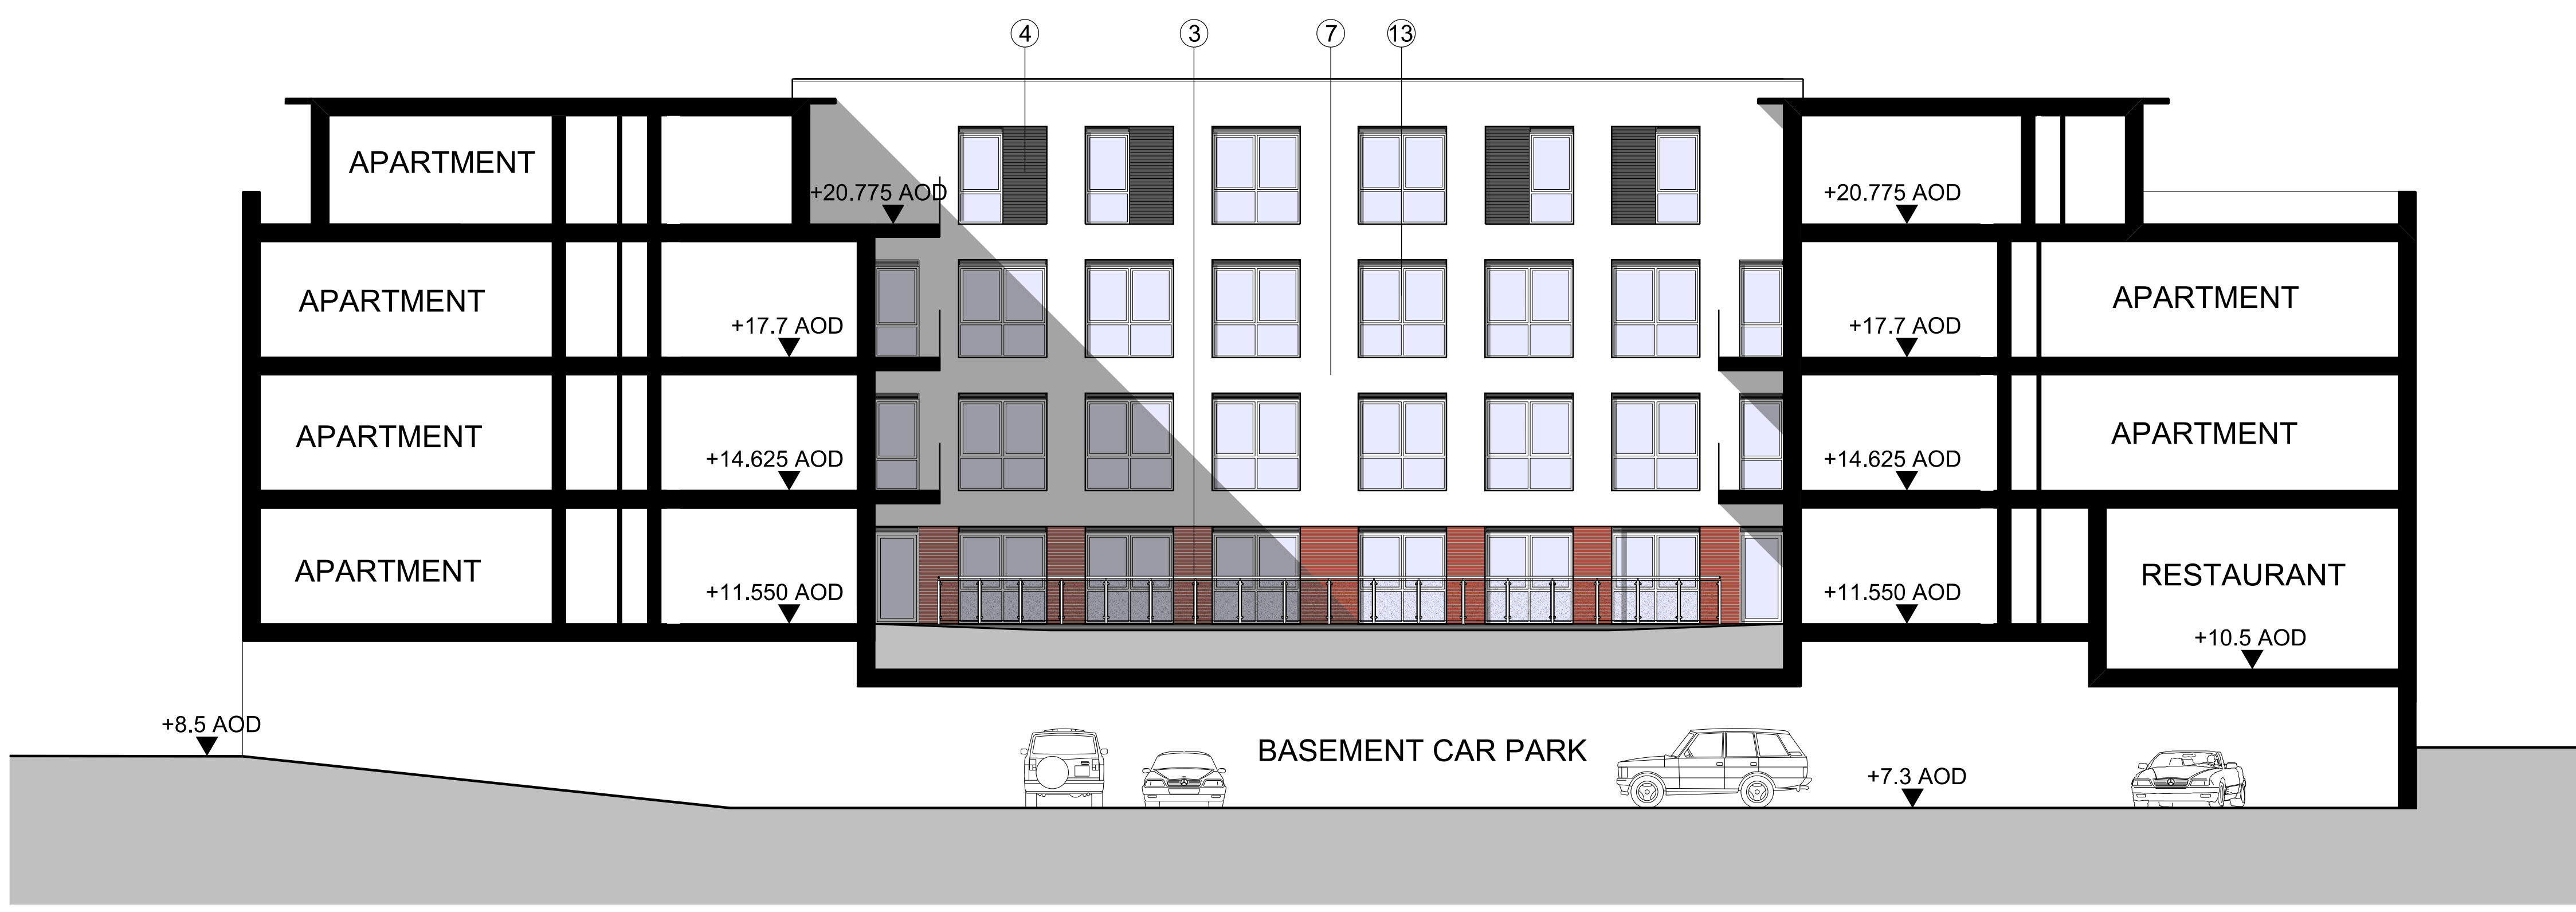 4 3 7 13
APARTMENT
+20.775 AOD
+20.775 AOD
APARTMENT
+17.7 AOD
+17.7 AOD
APARTMENT
APARTMENT
+14.625 AOD
+14.625 AOD
APARTMENT
APARTMENT
+11.550 AOD
+11.550 AOD
RESTAURANT
+10.5 AOD
+8.5 AOD
BASEMENT CAR PARK
+7.3 AOD